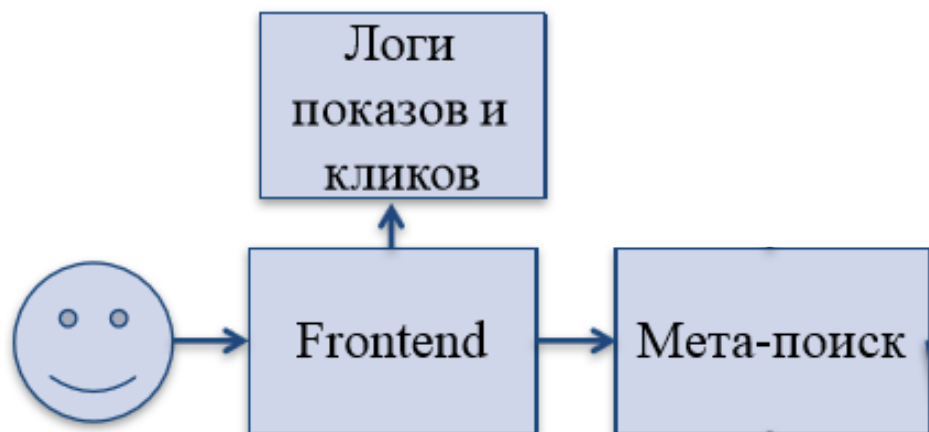 Логи
показов и
кликов
Frontend
Мета-поиск